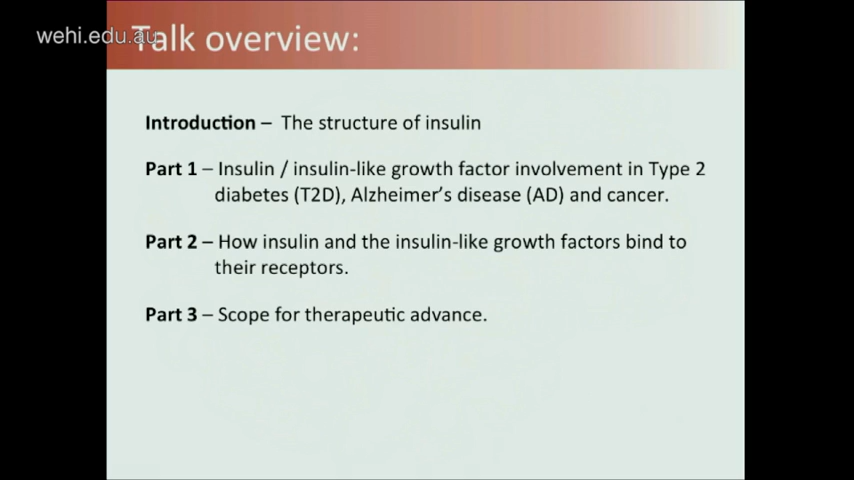 wehi.edu.au
Talk overview:
Introduction – The structure of insulin
Part 1 – Insulin / insulin-like growth factor involvement in Type 2
diabetes (T2D), Alzheimer’s disease (AD) and cancer.
Part 2 – How insulin and the insulin-like growth factors bind to
their receptors.
Part 3 – Scope for therapeutic advance.